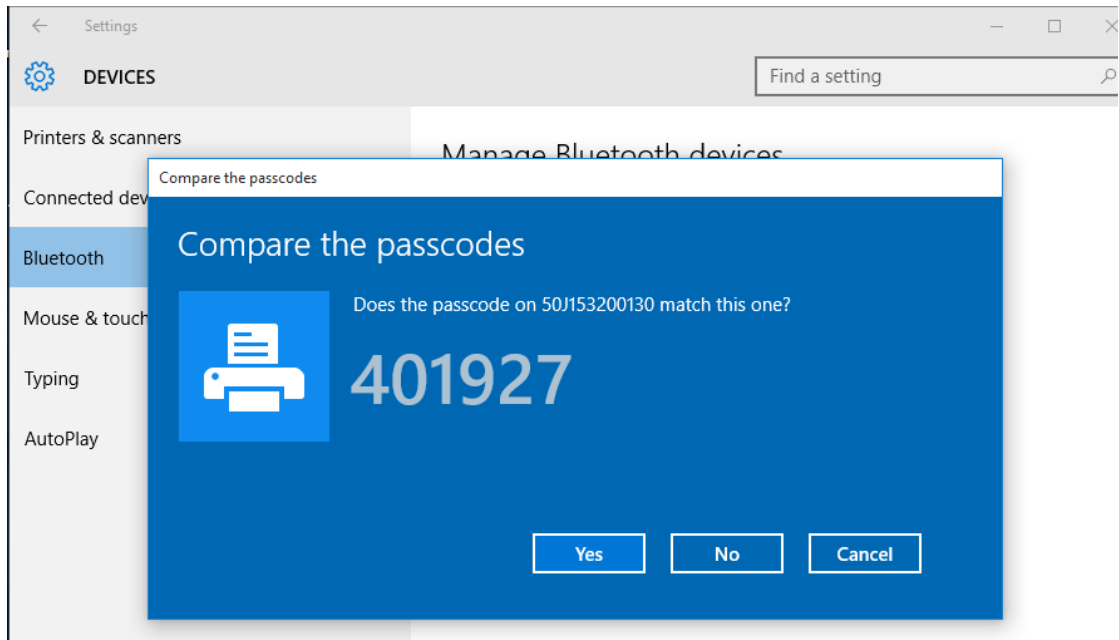 Settings
DEVICES
Find a setting
Printers & scanners
Manage Bluetooth devices
Connected dev
Compare the passcodes
Bluetooth
Compare the passcodes
Does the passcode on 50J153200130 match this one?
401927
Mouse & touch
Typing
AutoPlay
Yes
No
Cancel